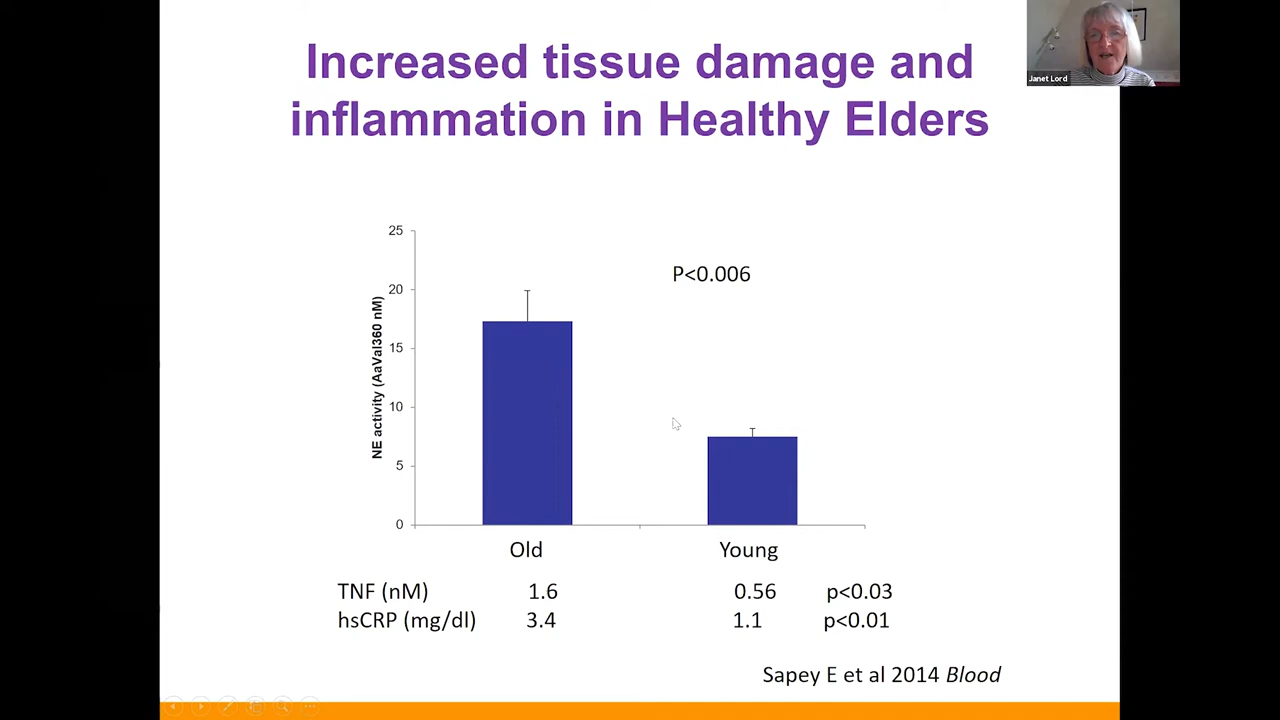 Increased tissue damage and
inflammation in Healthy Elders
Janet Lord
25
20
15
10
5
0
NE activity (AaVal360 nM)
P<0.006
Old Young
TNF (nM) 1.6 0.56 p<0.03
hsCRP (mg/dl) 3.4 1.1 p<0.01
Sapey E et al 2014 Blood